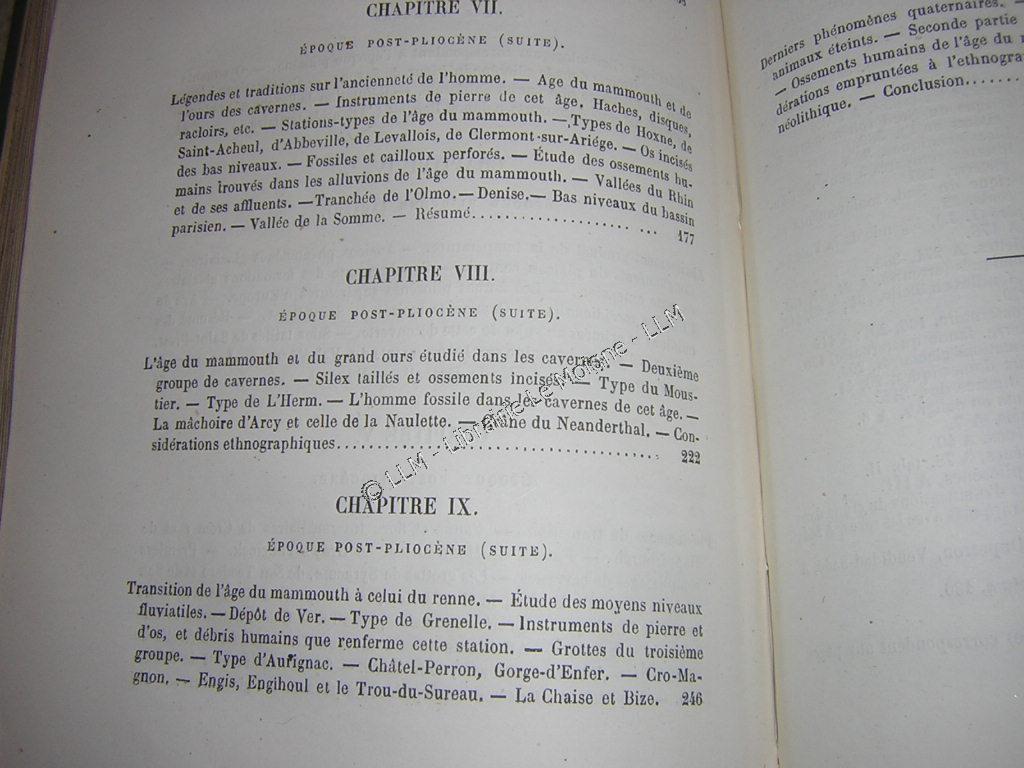 CHAPITRE VII.
ÉPOQUE POST-PLIOCÈNE (SUITE).
Légendes et traditions sur l'ancienneté de l'homme. — Age du mammouth et de
l'ours des cavernes. — Instruments de pierre de cet âge. Haches, disques,
racloirs, etc. — Stations-types de l'âge du mammouth. — Types de Hoxne, de
Saint-Acheul, d'Abbeville, de Levallois, de Clermont-sur-Ariége. — Os incisés
des bas niveaux. — Fossiles et cailloux perforés. — Étude des ossements hu-
mains trouvés dans les alluvions de l'âge du mammouth. — Vallées du Rhin
et de ses affluents. — Tranchée de l'Olmo. — Denise. — Bas niveaux du bassin
parisien. — Vallée de la Somme. — Résumé........................ 177
CHAPITRE VIII.
ÉPOQUE POST-PLIOCÈNE (SUITE).
L'âge du mammouth et du grand ours étudié dans les cavernes. — Deuxième
groupe de cavernes. — Silex taillés et ossements incisés. — Type du Mous-
tier. — Type de L'Herm. — L'homme fossile dans les cavernes de cet âge. —
La mâchoire d'Arcy et celle de la Naulette. — Crâne du Neanderthal. — Con-
sidérations ethnographiques..................................... 222
CHAPITRE IX.
ÉPOQUE POST-PLIOCÈNE (SUITE).
Transition de l'âge du mammouth à celui du renne. — Étude des moyens niveaux
fluviatiles. — Dépôt de Ver. — Type de Grenelle. — Instruments de pierre et
d'os, et débris humains que renferme cette station. — Grottes du troisième
groupe. — Type d'Aurignac. — Châtel-Perron, Gorge-d'Enfer. — Cro-Ma-
gnon. — Engis, Engihoul et le Trou-du-Sureau. — La Chaise et Bize. 246
Derniers phénomènes quaternaires. —
animaux éteints. — Seconde partie
— Ossements humains de l'âge du
dérations empruntées à l'ethnogra
néolithique. — Conclusion........
© LLM - Librairie Le Moigne - LLM